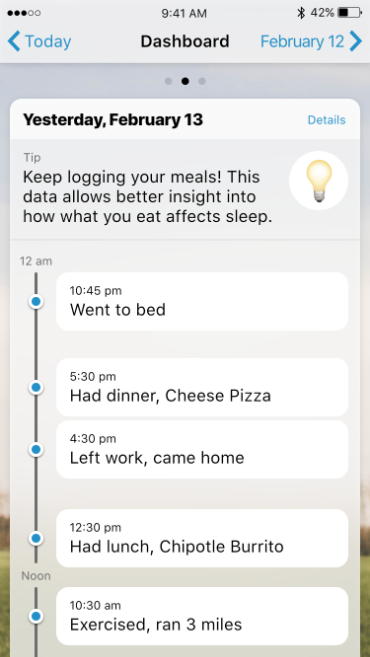 9:41 AM
42%
Today
Dashboard
February 12
Yesterday, February 13
Details
Tip
Keep logging your meals! This
data allows better insight into
how what you eat affects sleep.
12 am
10:45 pm
Went to bed
5:30 pm
Had dinner, Cheese Pizza
4:30 pm
Left work, came home
12:30 pm
Had lunch, Chipotle Burrito
Noon
10:30 am
Exercised, ran 3 miles